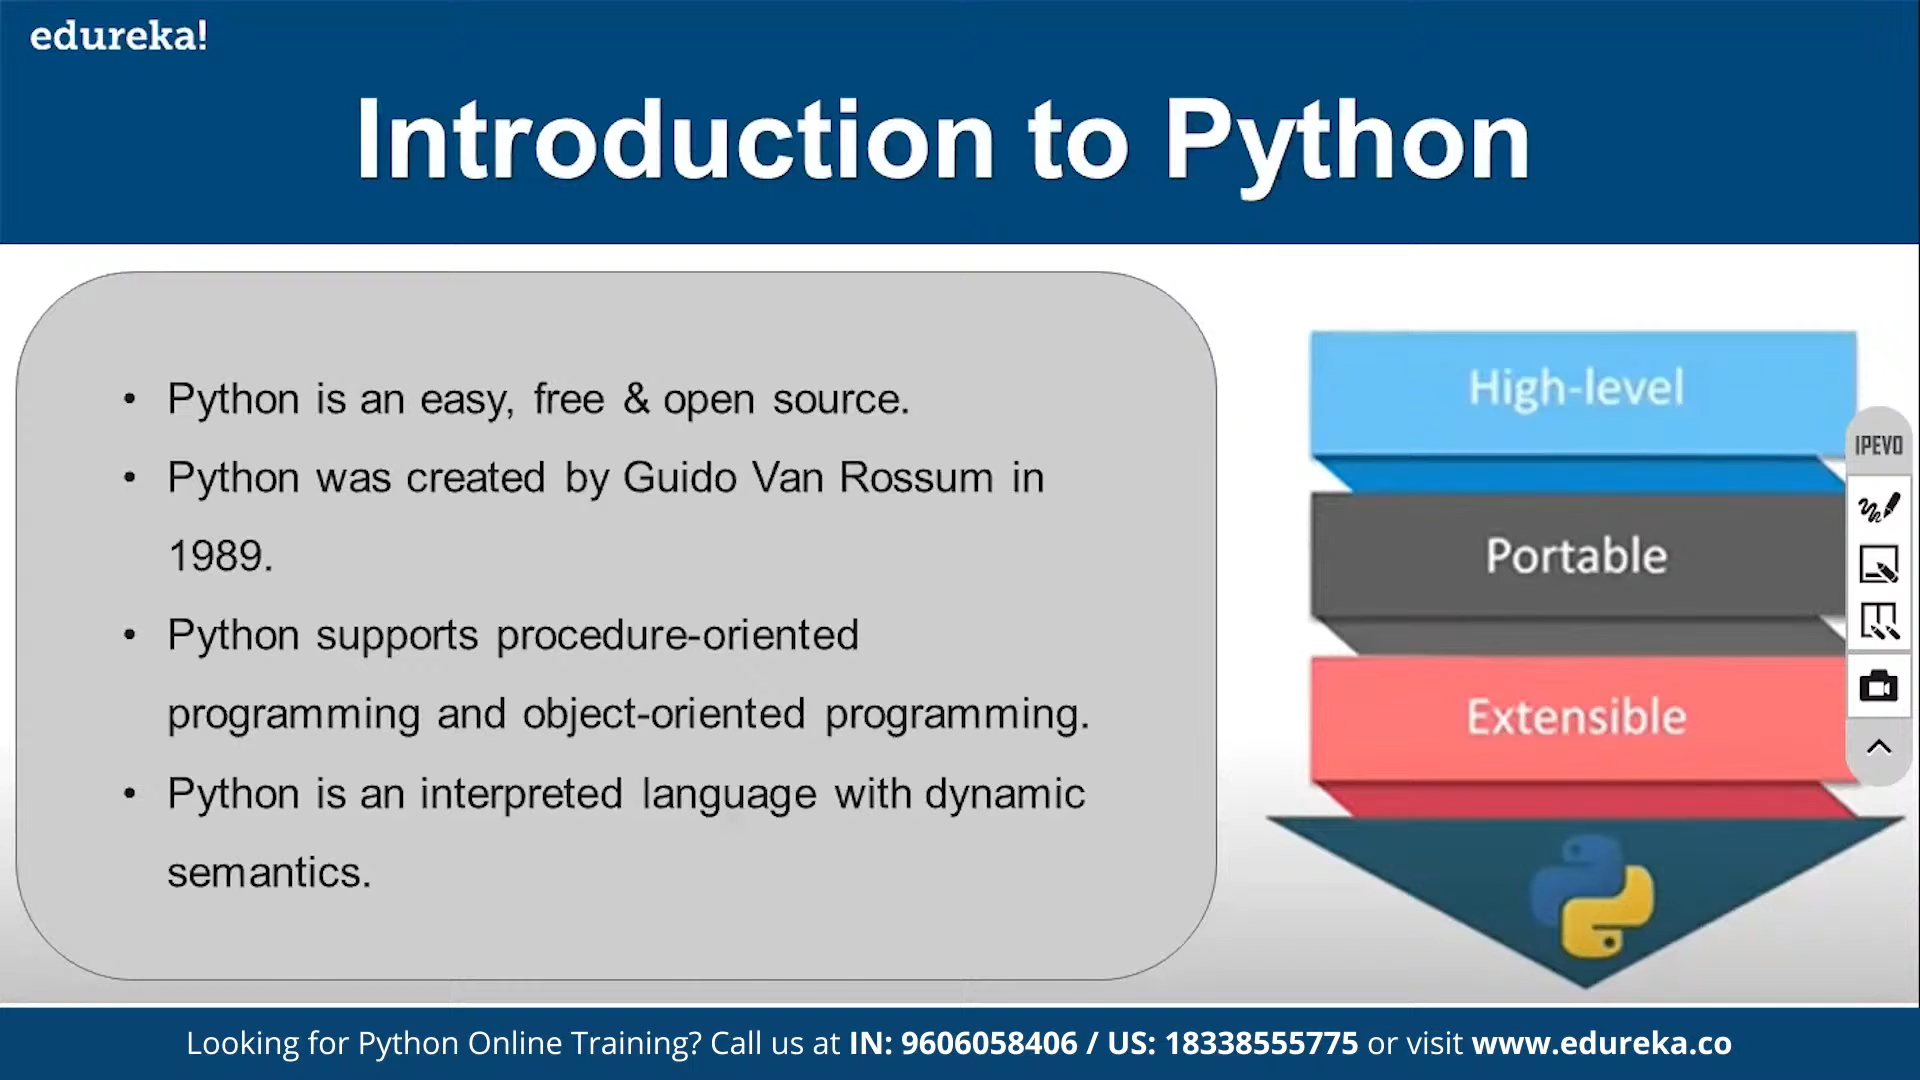 edureka!
Introduction to Python
• Python is an easy, free & open source.
• Python was created by Guido Van Rossum in
1989.
• Python supports procedure-oriented
programming and object-oriented programming.
• Python is an interpreted language with dynamic
semantics.
High-level
Portable
Extensible
IPEVO
Looking for Python Online Training? Call us at IN: 9606058406 / US: 18338555775 or visit www.edureka.co